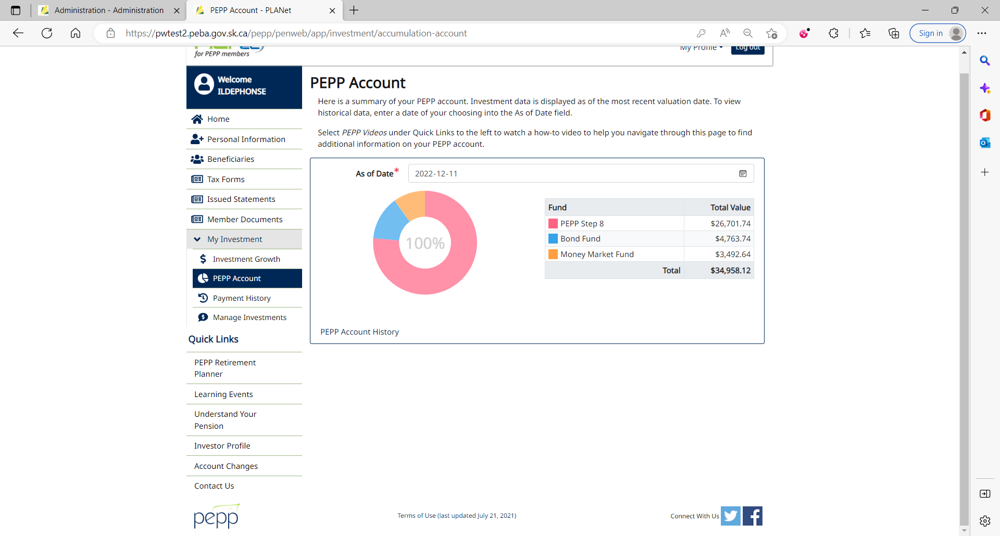 Administration - Administration
PEPP Account - PLANet
https://pwtest2.peba.gov.sk.ca/pepp/penweb/app/investment/accumulation-account
Sign in
for PEPP members
My Profile
Log out
Welcome
ILDEPHONSE
Home
Personal Information
Beneficiaries
Tax Forms
Issued Statements
Member Documents
My Investment
Investment Growth
PEPP Account
Payment History
Manage Investments
Quick Links
PEPP Retirement
Planner
Learning Events
Understand Your
Pension
Investor Profile
Account Changes
Contact Us
PEPP Account
Here is a summary of your PEPP account. Investment data is displayed as of the most recent valuation date. To view
historical data, enter a date of your choosing into the As of Date field.
Select PEPP Videos under Quick Links to the left to watch a how-to video to help you navigate through this page to find
additional information on your PEPP account.
As of Date* 2022-12-11
100%
Fund Total Value
PEPP Step 8 $26,701.74
Bond Fund $4,763.74
Money Market Fund $3,492.64
Total $34,958.12
PEPP Account History
pepp
Terms of Use (last updated July 21, 2021)
Connect With Us